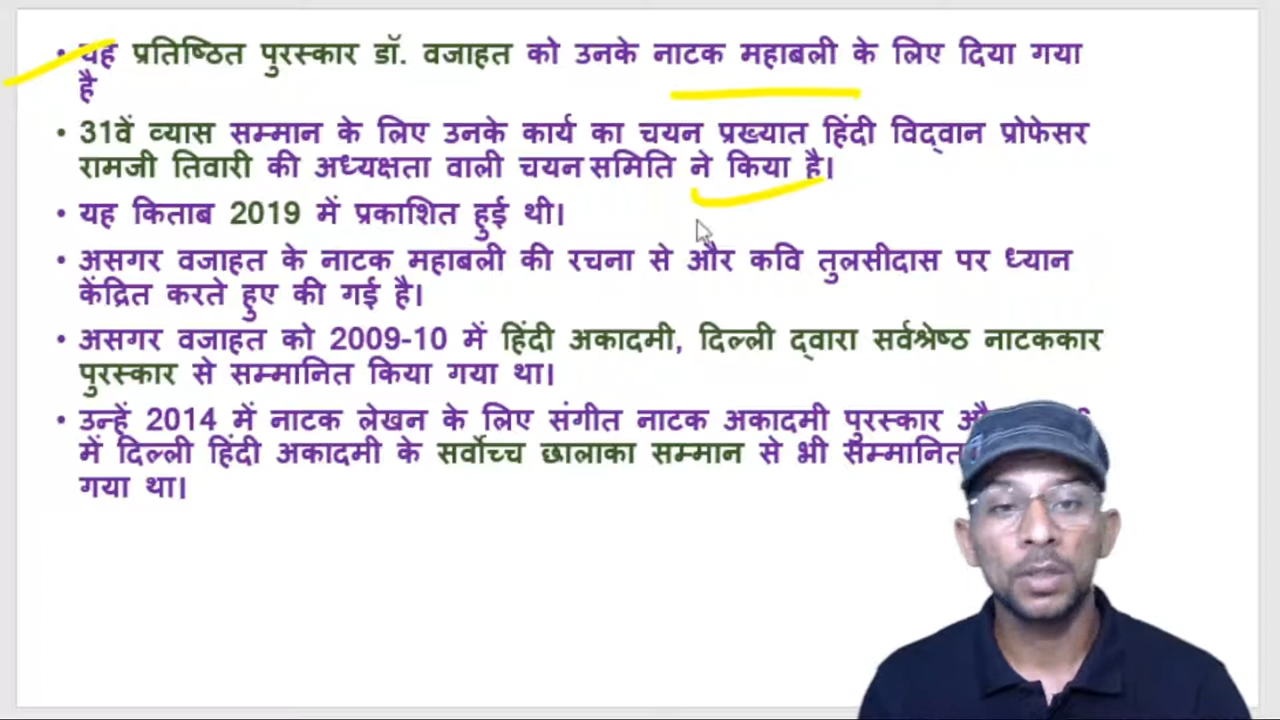 • यह प्रतिष्ठित पुरस्कार डॉ. वजाहत को उनके नाटक महाबली के लिए दिया गया
है
• 31वें व्यास सम्मान के लिए उनके कार्य का चयन प्रख्यात हिंदी विद्वान प्रोफेसर
रामजी तिवारी की अध्यक्षता वाली चयन समिति ने किया है।
• यह किताब 2019 में प्रकाशित हुई थी।
• असगर वजाहत के नाटक महाबली की रचना से और कवि तुलसीदास पर ध्यान
केंद्रित करते हुए की गई है।
• असगर वजाहत को 2009-10 में हिंदी अकादमी, दिल्ली द्वारा सर्वश्रेष्ठ नाटककार
पुरस्कार से सम्मानित किया गया था।
• उन्हें 2014 में नाटक लेखन के लिए संगीत नाटक अकादमी पुरस्कार
में दिल्ली हिंदी अकादमी के सर्वोच्च छालाका सम्मान से भी सम्मानित
गया था।